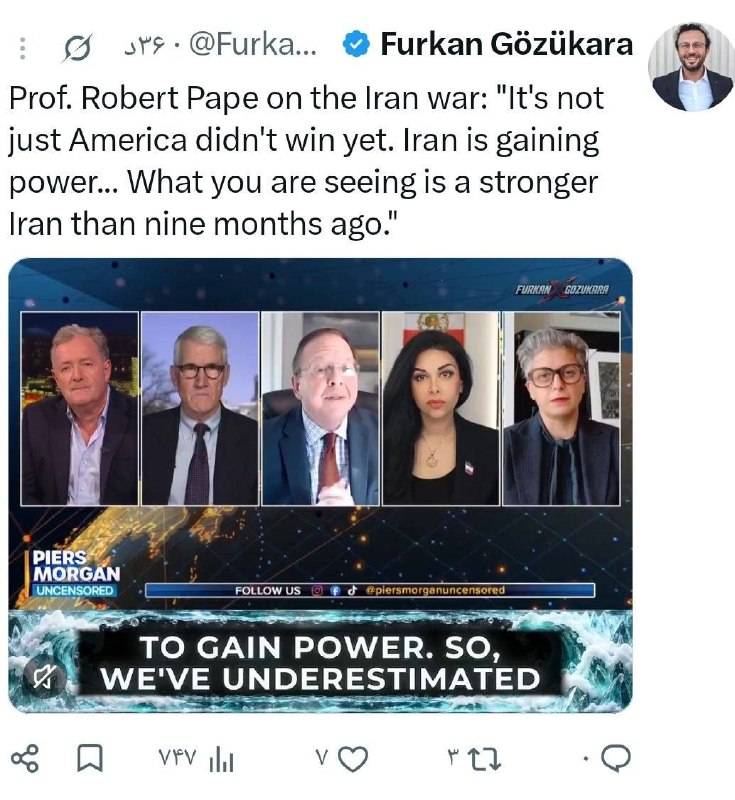 Furkan Gözükara @Furka... · ۳۶د
Prof. Robert Pape on the Iran war: "It's not
just America didn't win yet. Iran is gaining
power... What you are seeing is a stronger
Iran than nine months ago."
FURKAN GOZUKARA
PIERS
MORGAN
UNCENSORED
FOLLOW US @piersmorganuncensored
TO GAIN POWER. SO,
WE'VE UNDERESTIMATED
۷۴۷ ۷ ۳ ۰